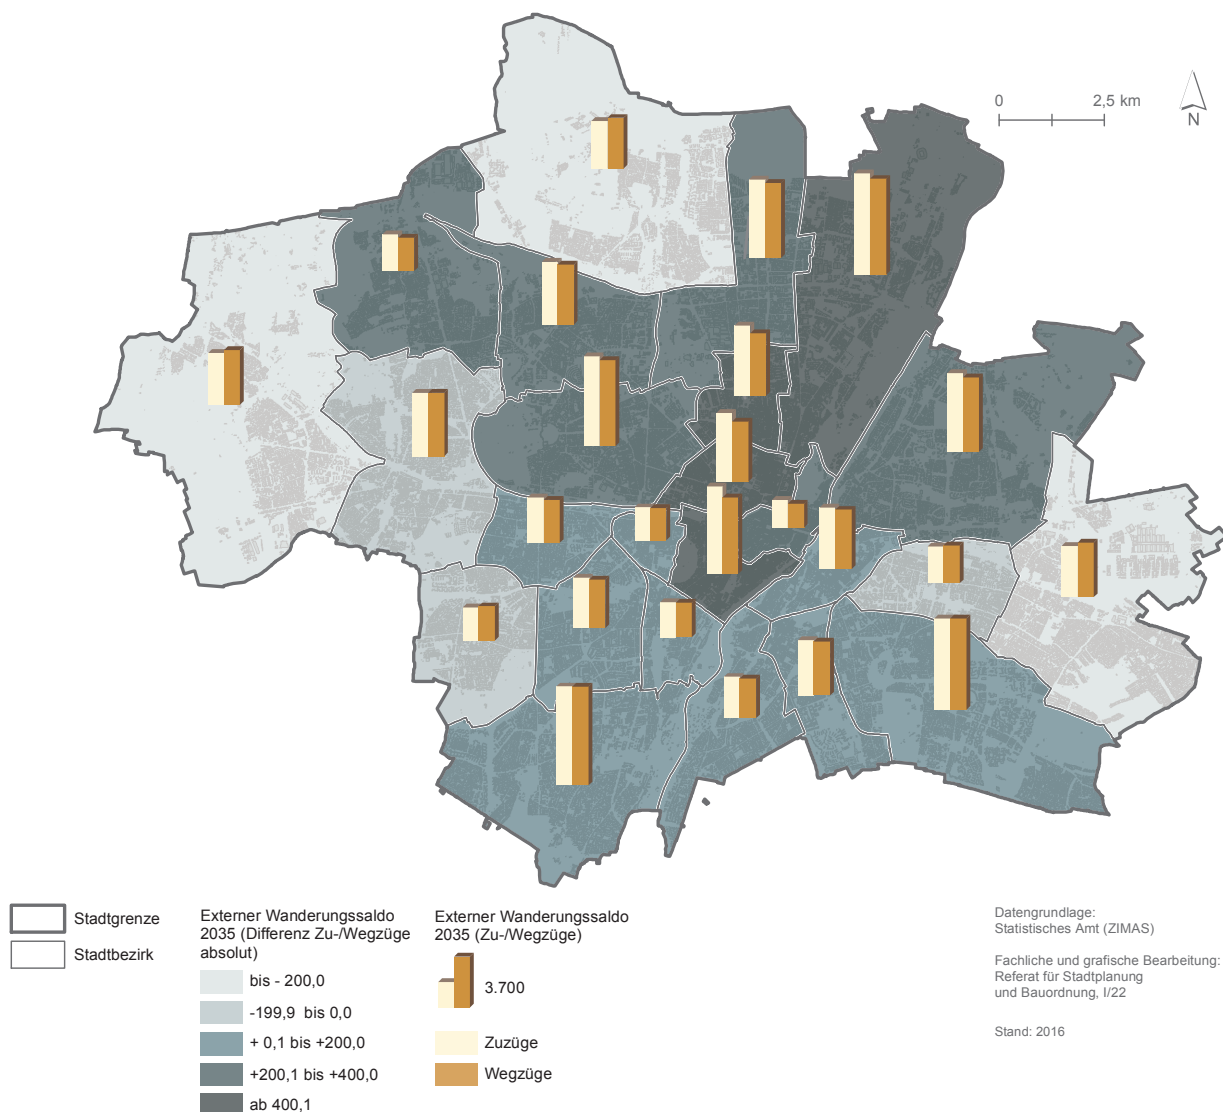 0 2,5 km
N
Stadtgrenze
Stadtbezirk
Externer Wanderungssaldo
2035 (Differenz Zu-/Wegzüge
absolut)
bis - 200,0
-199,9 bis 0,0
+ 0,1 bis +200,0
+200,1 bis +400,0
ab 400,1
Externer Wanderungssaldo
2035 (Zu-/Wegzüge)
3.700
Zuzüge
Wegzüge
Datengrundlage:
Statistisches Amt (ZIMAS)
Fachliche und grafische Bearbeitung:
Referat für Stadtplanung
und Bauordnung, I/22
Stand: 2016